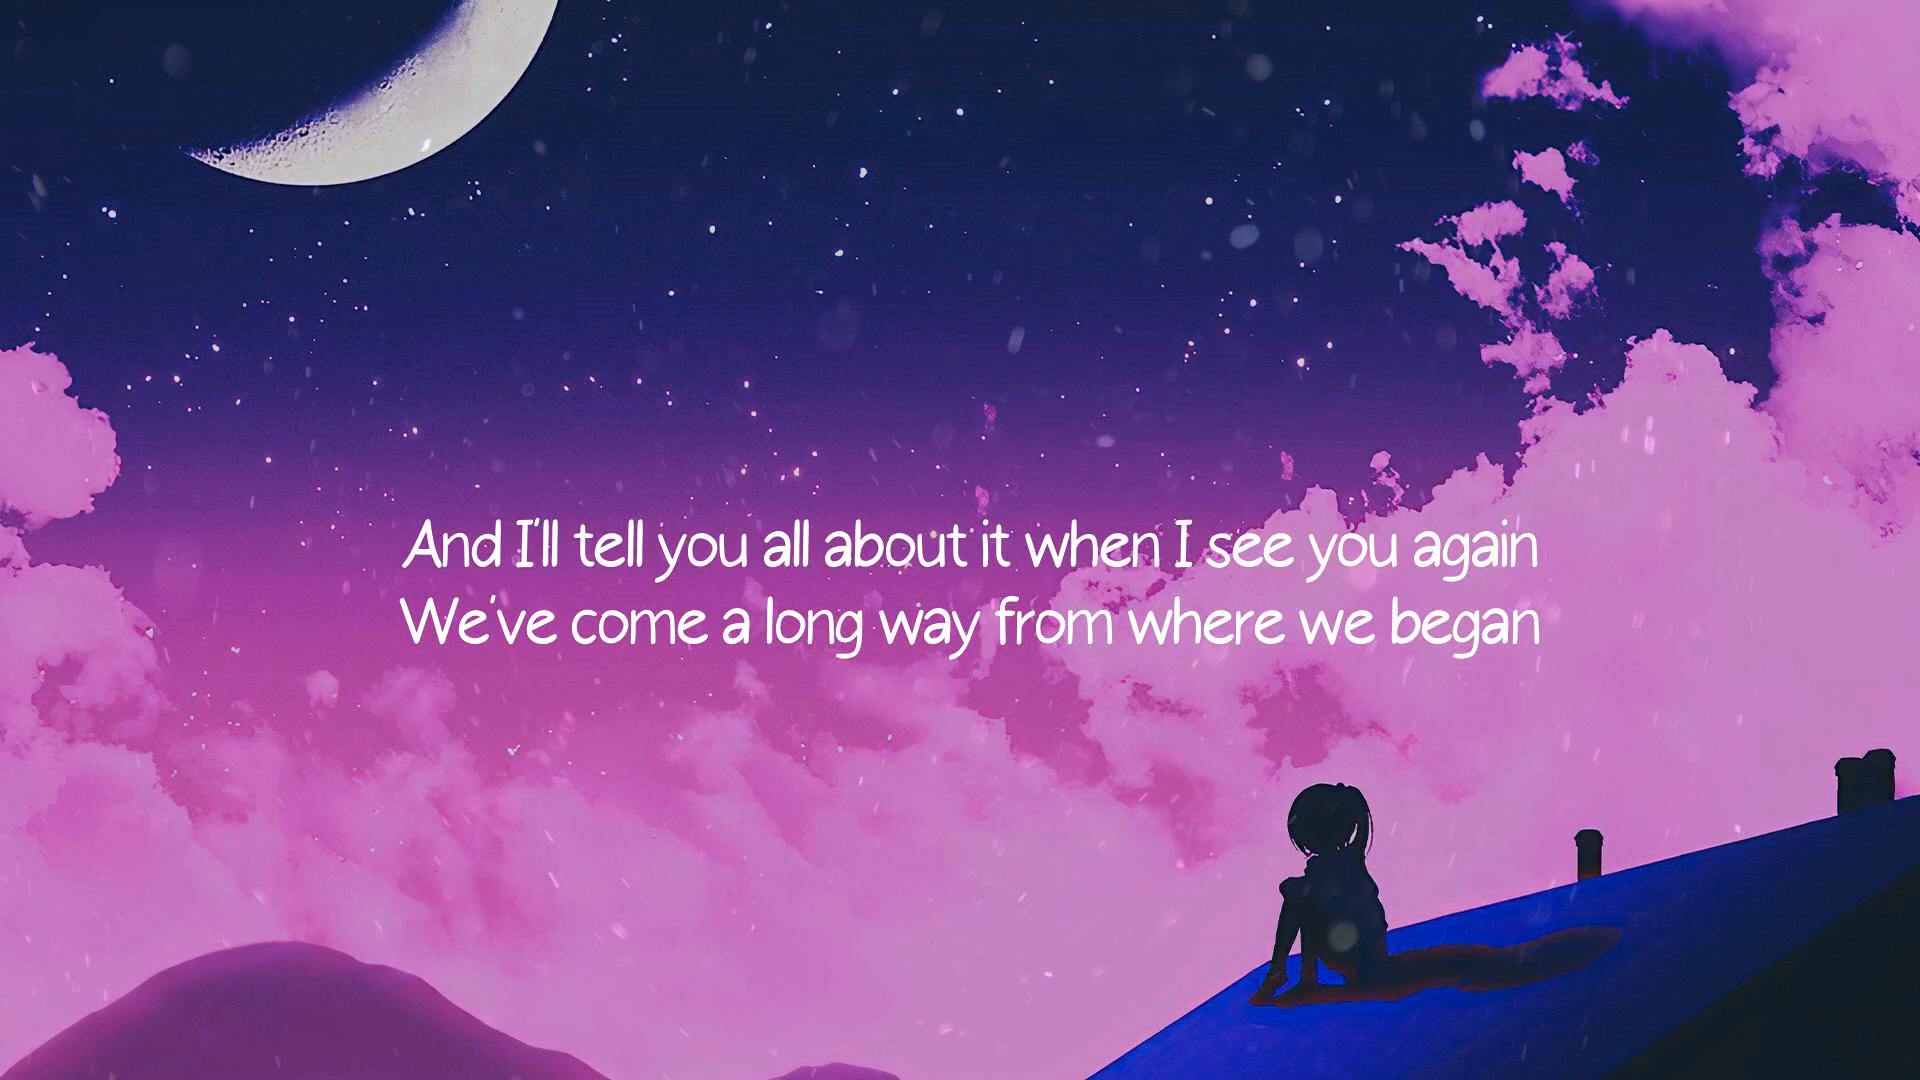 And I'll tell you all about it when I see you again
We've come a long way from where we began